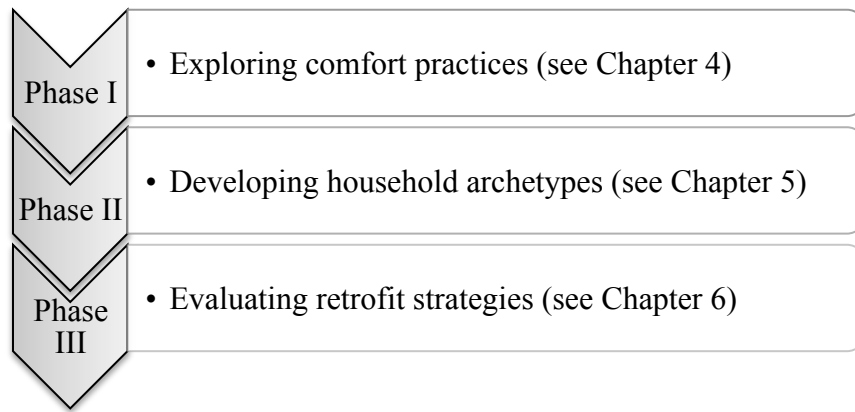 Phase I
• Exploring comfort practices (see Chapter 4)
Phase II
• Developing household archetypes (see Chapter 5)
Phase
III
• Evaluating retrofit strategies (see Chapter 6)